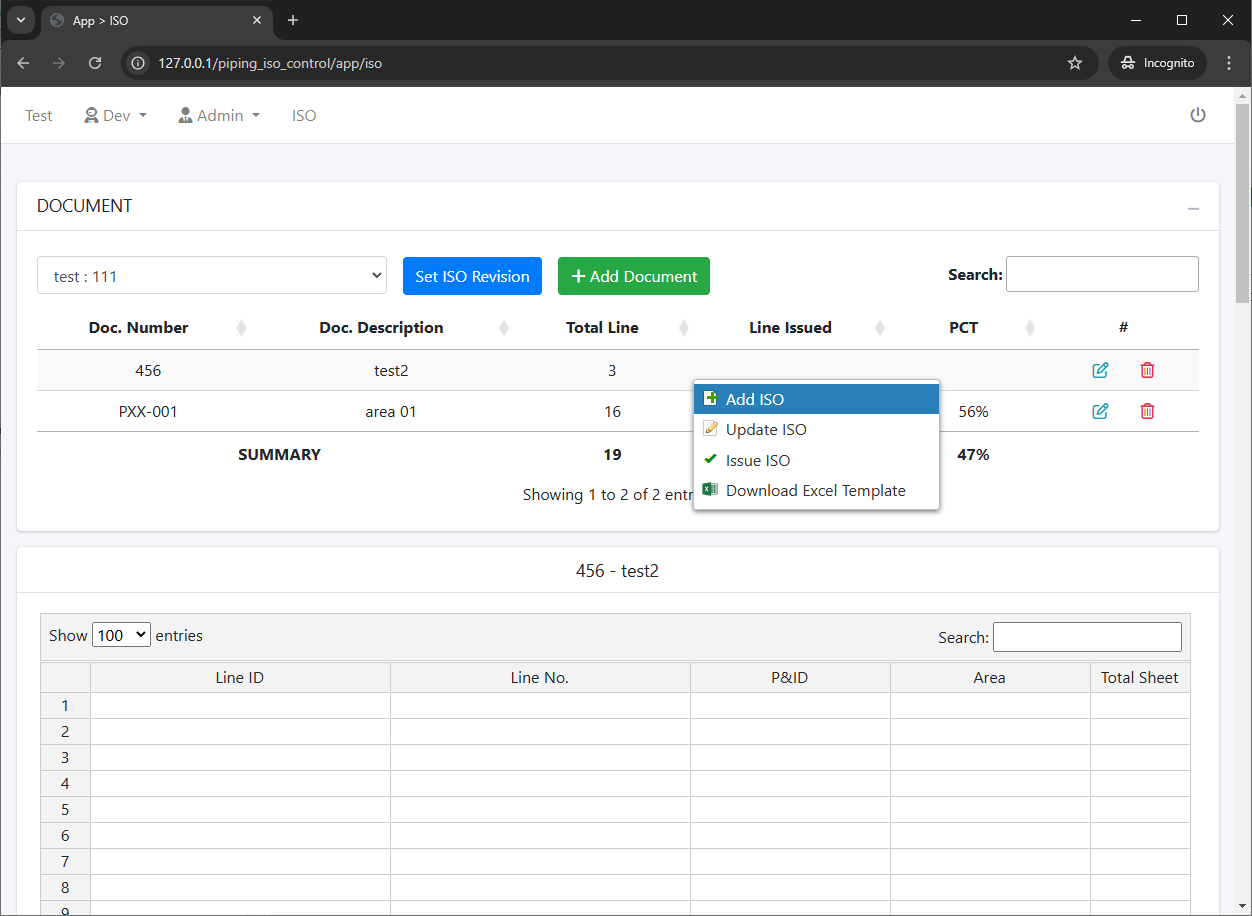 App > ISO
127.0.0.1/piping_iso_control/app/iso
Incognito
Test Dev Admin ISO
DOCUMENT
test : 111 Set ISO Revision + Add Document Search:
Doc. Number Doc. Description Total Line Line Issued PCT #
456 test2 3
PXX-001 area 01 16 56%
SUMMARY 19 47%
Showing 1 to 2 of 2 entr
Add ISO
Update ISO
Issue ISO
Download Excel Template
456 - test2
Show 100 entries Search:
Line ID Line No. P&ID Area Total Sheet
1
2
3
4
5
6
7
8
9